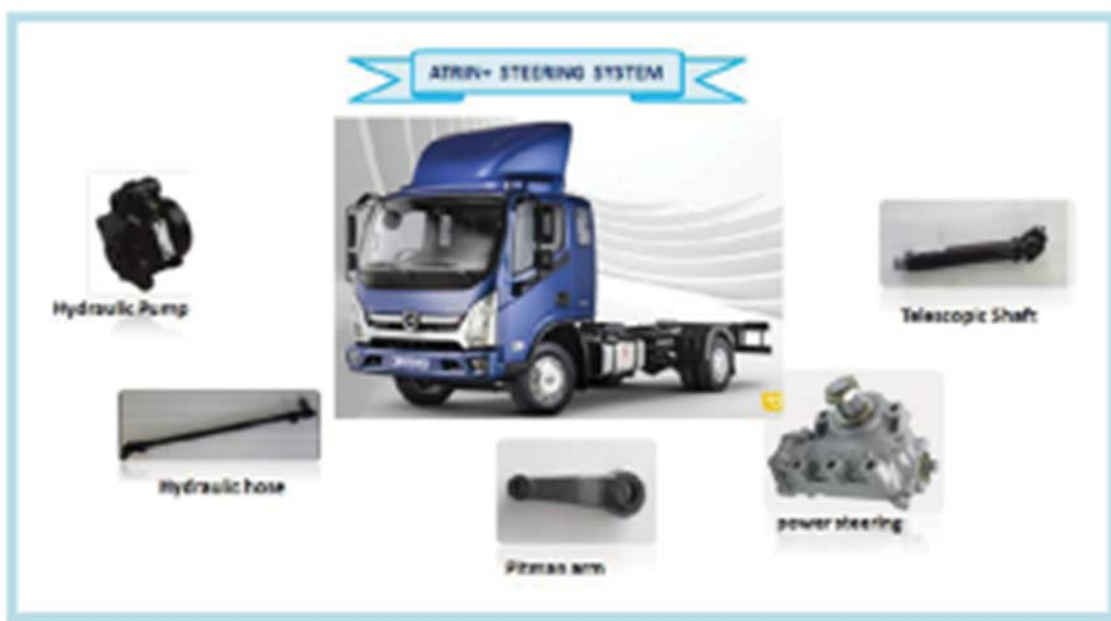 ATRIN+ STEERING SYSTEM
Hydraulic Pump
Telescopic Shaft
Hydraulic hose
power steering
Pitman arm